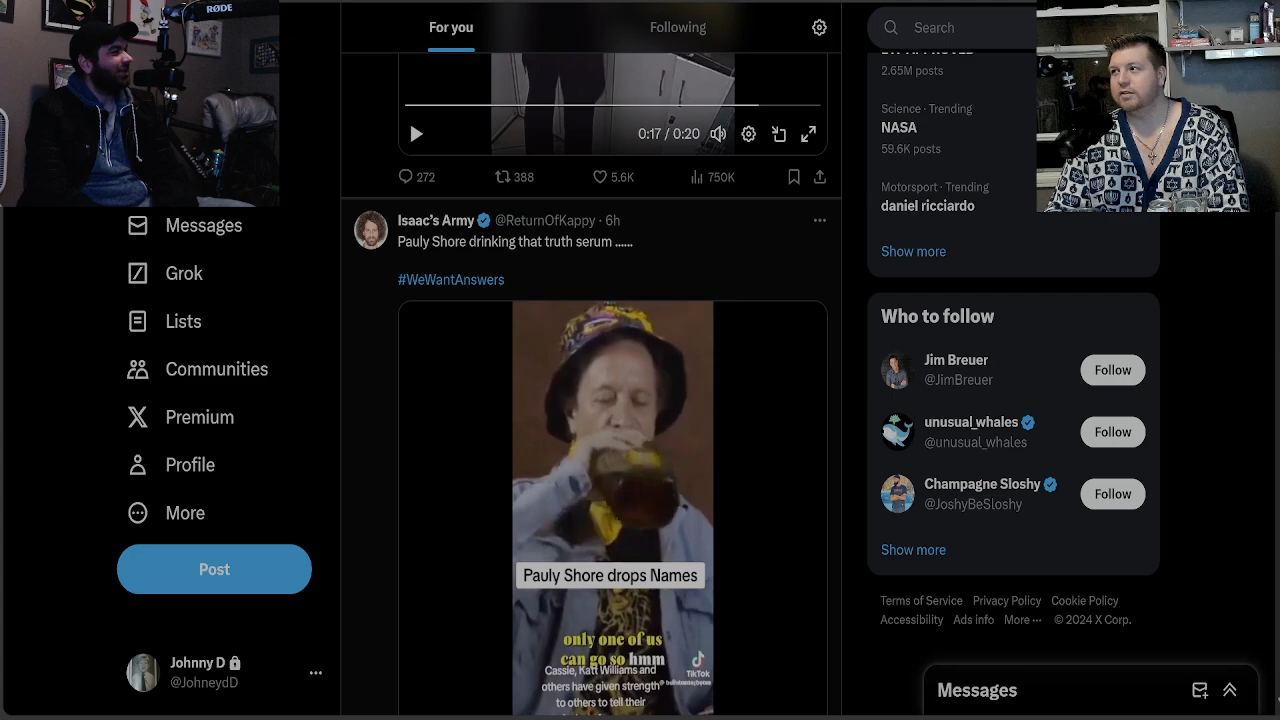 RØDE
For you
Following
Search
2.65M posts
Science · Trending
NASA
59.6K posts
Motorsport · Trending
daniel ricciardo
Show more
0:17 / 0:20
272
388
5.6K
750K
Isaac's Army @ReturnOfKappy · 6h
Pauly Shore drinking that truth serum ......
#WeWantAnswers
Pauly Shore drops Names
only one of us
can go so hmm
Cassie, Katt Williams and
others have given strength
to others to tell their
TikTok
Messages
Grok
Lists
Communities
Premium
Profile
More
Post
Johnny D
@JohneydD
Who to follow
Jim Breuer
@JimBreuer
Follow
unusual_whales
@unusual_whales
Follow
Champagne Sloshy
@JoshyBeSloshy
Follow
Show more
Terms of Service Privacy Policy Cookie Policy
Accessibility Ads info More ··· © 2024 X Corp.
Messages